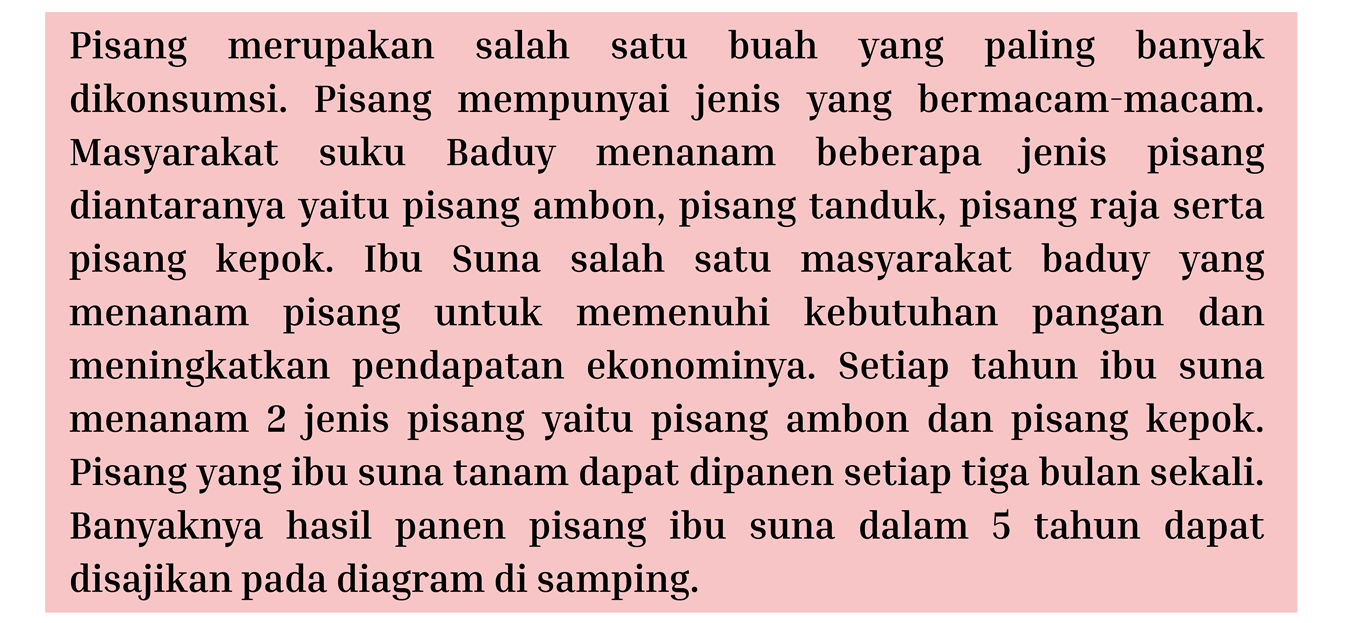 Pisang merupakan salah satu buah yang paling banyak
dikonsumsi. Pisang mempunyai jenis yang bermacam-macam.
Masyarakat suku Baduy menanam beberapa jenis pisang
diantaranya yaitu pisang ambon, pisang tanduk, pisang raja serta
pisang kepok. Ibu Suna salah satu masyarakat baduy yang
menanam pisang untuk memenuhi kebutuhan pangan dan
meningkatkan pendapatan ekonominya. Setiap tahun ibu suna
menanam 2 jenis pisang yaitu pisang ambon dan pisang kepok.
Pisang yang ibu suna tanam dapat dipanen setiap tiga bulan sekali.
Banyaknya hasil panen pisang ibu suna dalam 5 tahun dapat
disajikan pada diagram di samping.